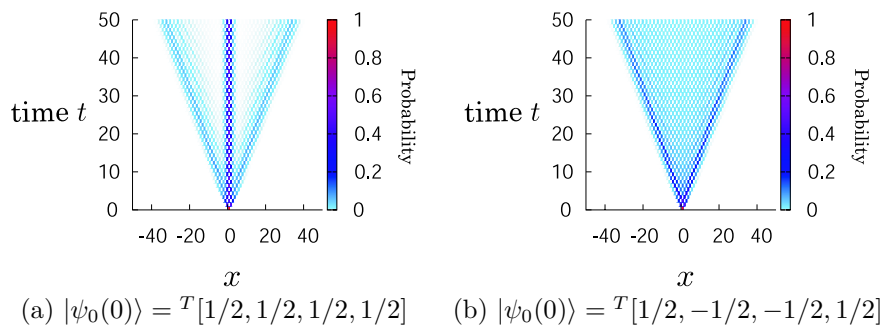 50
40
30
20
10
0
time t
-40 -20 0 20 40
x
1
0.8
0.6
0.4
0.2
0
Probability
(a) |ψ₀(0)⟩ = ᵀ[1/2, 1/2, 1/2, 1/2]
50
40
30
20
10
0
time t
-40 -20 0 20 40
x
1
0.8
0.6
0.4
0.2
0
Probability
(b) |ψ₀(0)⟩ = ᵀ[1/2, −1/2, −1/2, 1/2]